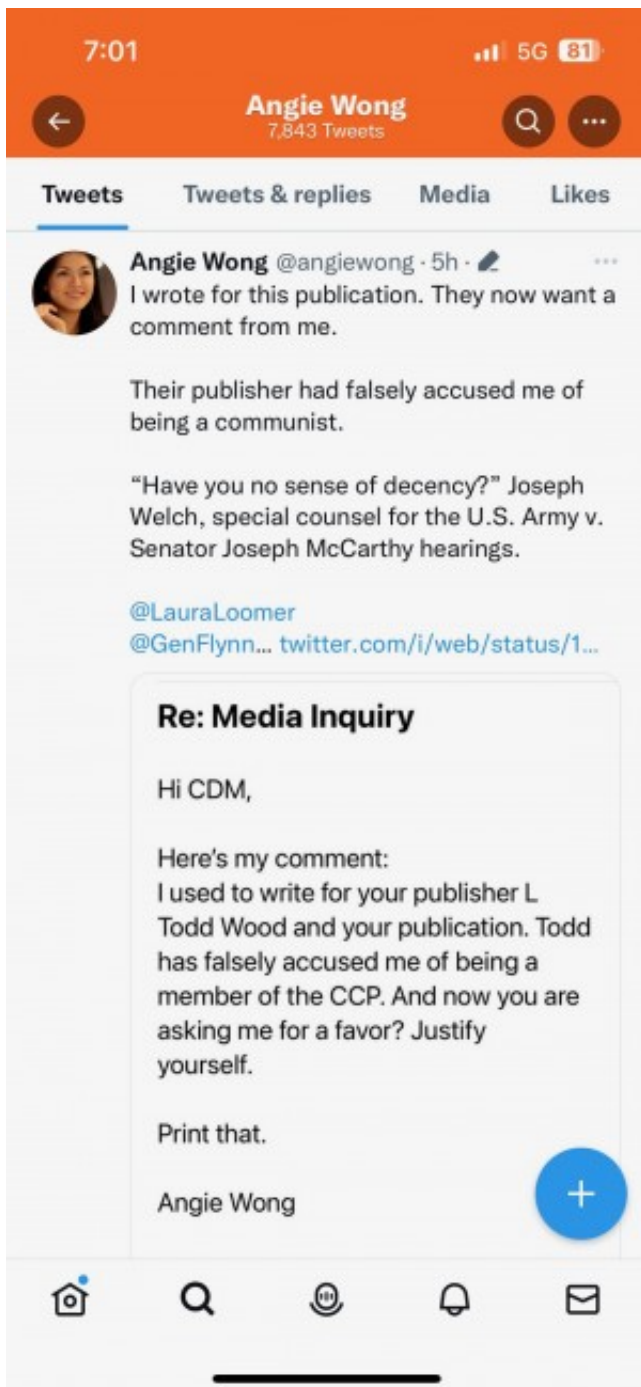 7:01 5G 81
Angie Wong
7,843 Tweets
Tweets Tweets & replies Media Likes
Angie Wong @angiewong · 5h ·
I wrote for this publication. They now want a
comment from me.
Their publisher had falsely accused me of
being a communist.
“Have you no sense of decency?” Joseph
Welch, special counsel for the U.S. Army v.
Senator Joseph McCarthy hearings.
@LauraLoomer
@GenFlynn... twitter.com/i/web/status/1...
Re: Media Inquiry
Hi CDM,
Here's my comment:
I used to write for your publisher L
Todd Wood and your publication. Todd
has falsely accused me of being a
member of the CCP. And now you are
asking me for a favor? Justify
yourself.
Print that.
Angie Wong